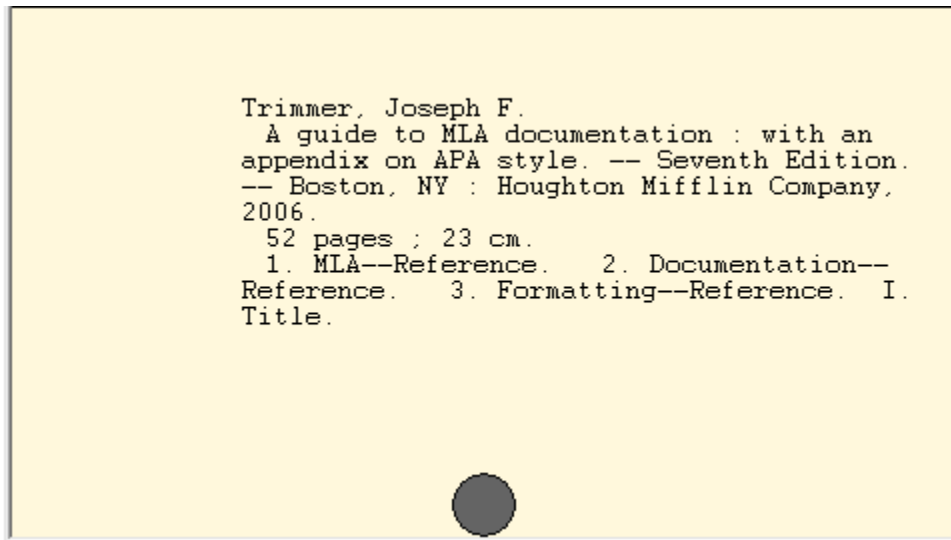 Trimmer, Joseph F.
A guide to MLA documentation : with an
appendix on APA style. -- Seventh Edition.
-- Boston, NY : Houghton Mifflin Company,
2006.
52 pages ; 23 cm.
1. MLA--Reference. 2. Documentation--
Reference. 3. Formatting--Reference. I.
Title.